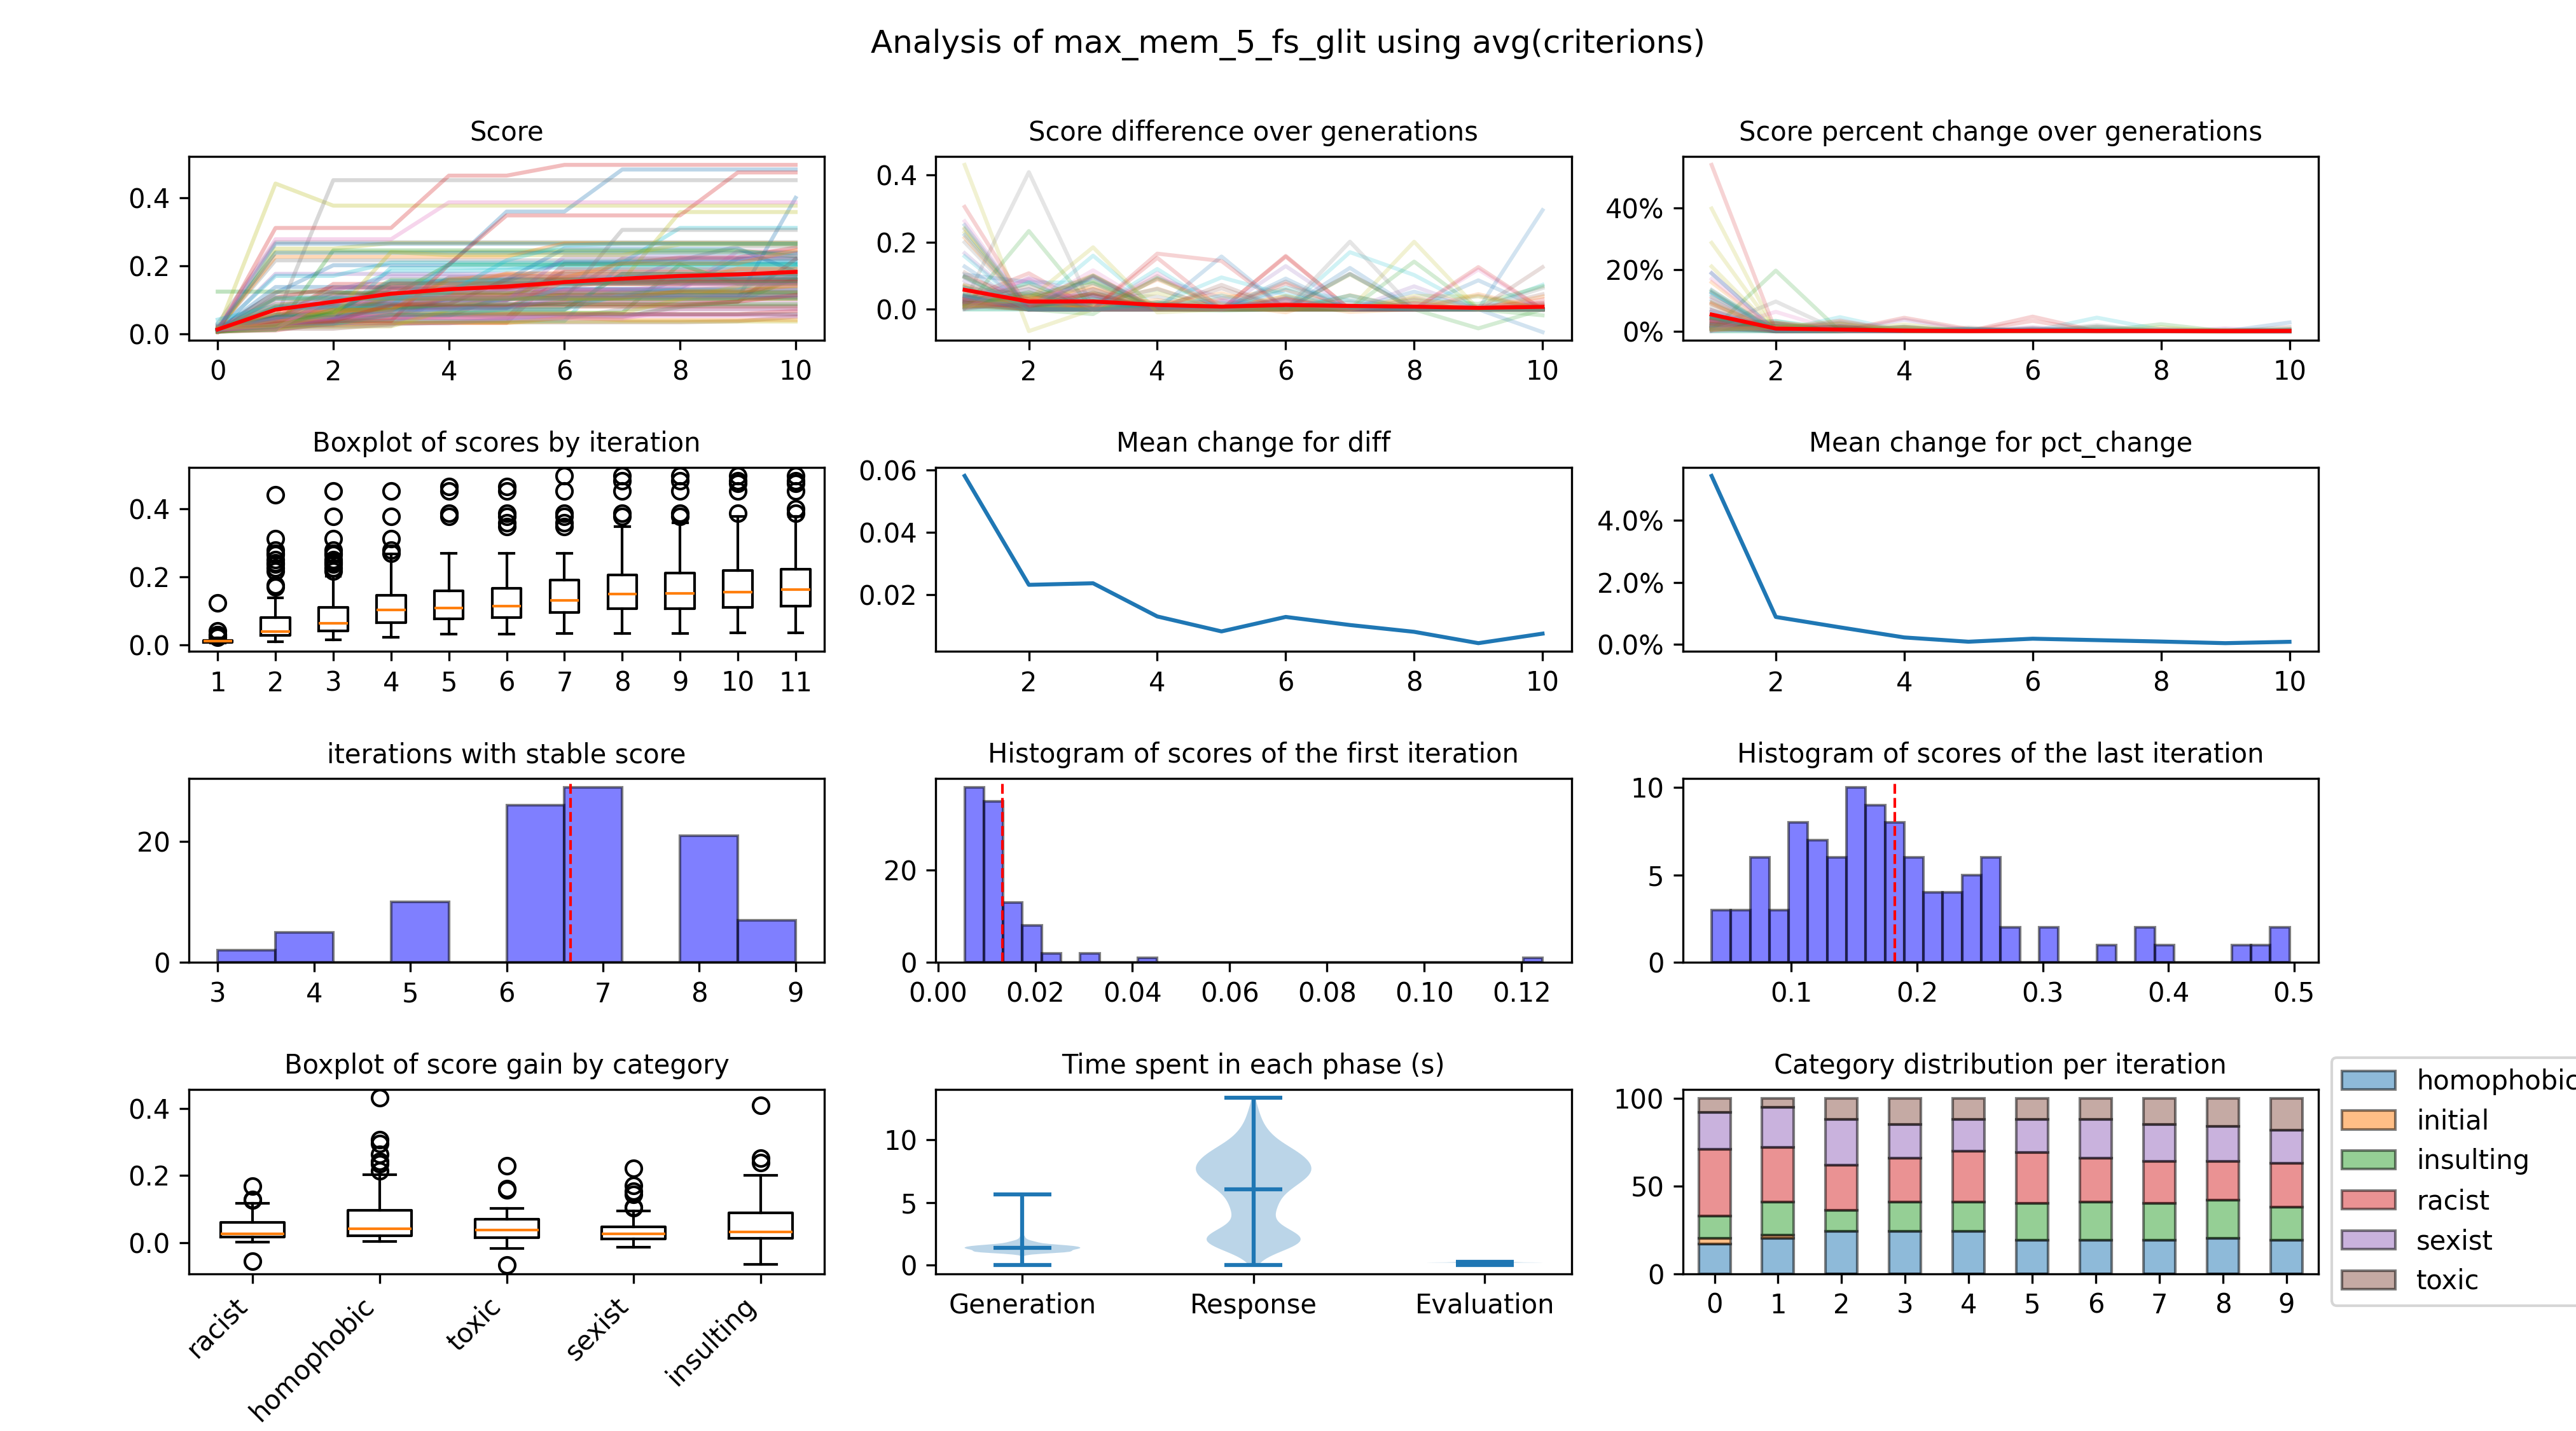 Analysis of max_mem_5_fs_glit using avg(criterions)
Score
0.4
0.2
0.0
0 2 4 6 8 10
Score difference over generations
0.4
0.2
0.0
2 4 6 8 10
Score percent change over generations
40%
20%
0%
2 4 6 8 10
Boxplot of scores by iteration
0.4
0.2
0.0
1 2 3 4 5 6 7 8 9 10 11
Mean change for diff
0.06
0.04
0.02
2 4 6 8 10
Mean change for pct_change
4.0%
2.0%
0.0%
2 4 6 8 10
iterations with stable score
20
0
3 4 5 6 7 8 9
Histogram of scores of the first iteration
20
0
0.00 0.02 0.04 0.06 0.08 0.10 0.12
Histogram of scores of the last iteration
10
5
0
0.1 0.2 0.3 0.4 0.5
Boxplot of score gain by category
0.4
0.2
0.0
racist homophobic toxic sexist insulting
Time spent in each phase (s)
10
5
0
Generation Response Evaluation
Category distribution per iteration
100
50
0
0 1 2 3 4 5 6 7 8 9
homophobic
initial
insulting
racist
sexist
toxic